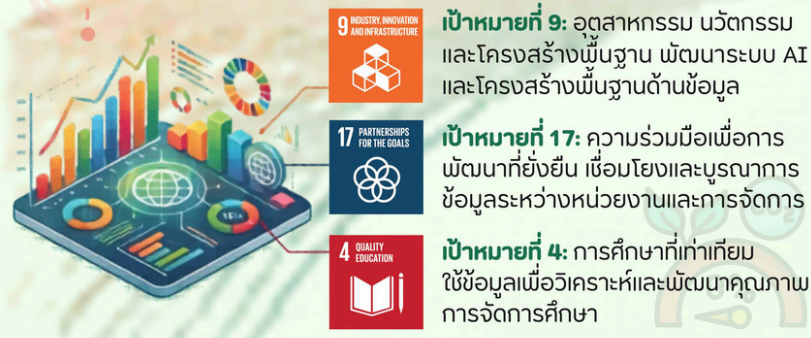 9 INDUSTRY, INNOVATION
AND INFRASTRUCTURE
เป้าหมายที่ 9: อุตสาหกรรม นวัตกรรม
และโครงสร้างพื้นฐาน พัฒนาระบบ AI
และโครงสร้างพื้นฐานด้านข้อมูล
17 PARTNERSHIPS
FOR THE GOALS
เป้าหมายที่ 17: ความร่วมมือเพื่อการ
พัฒนาที่ยั่งยืน เชื่อมโยงและบูรณาการ
ข้อมูลระหว่างหน่วยงานและการจัดการ
4 QUALITY
EDUCATION
เป้าหมายที่ 4: การศึกษาที่เท่าเทียม
ใช้ข้อมูลเพื่อวิเคราะห์และพัฒนาคุณภาพ
การจัดการศึกษา
CO2